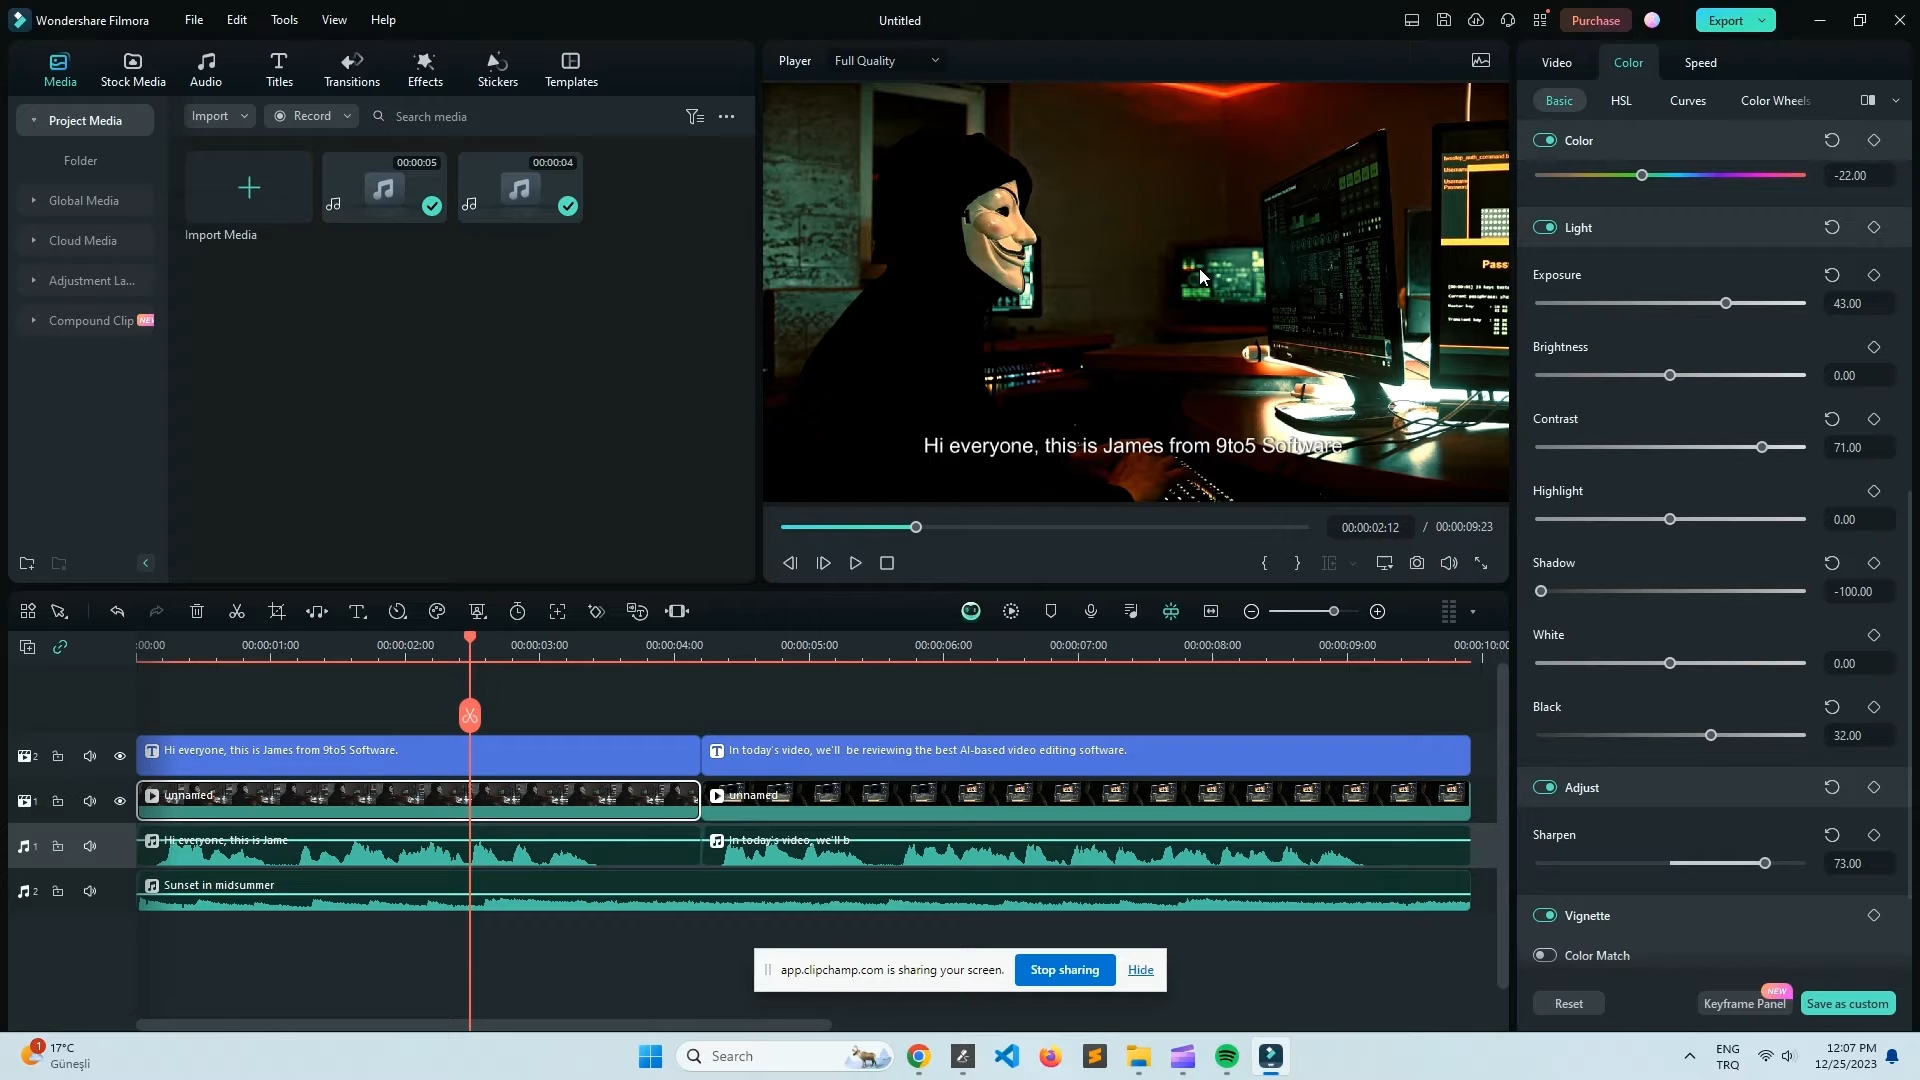 Wondershare Filmora
File
Edit
Tools
View
Help
Untitled
Purchase
Export
Media
Stock Media
Audio
Titles
Transitions
Effects
Stickers
Templates
Player
Full Quality
Video
Color
Speed
Basic
HSL
Curves
Color Wheels
Project Media
Import
Record
Search media
Folder
Global Media
Cloud Media
Adjustment La...
Compound Clip
NEW
00:00:05
00:00:04
Import Media
Hi everyone, this is James from 9to5 Software
00:00:02:12 / 00:00:09:23
Color
-22.00
Light
Exposure
43.00
Brightness
0.00
Contrast
71.00
Highlight
0.00
Shadow
-100.00
White
0.00
Black
32.00
Adjust
Sharpen
73.00
Vignette
Color Match
Reset
Keyframe Panel
NEW
Save as custom
:00:00
00:00:01:00
00:00:02:00
00:00:03:00
00:00:04:00
00:00:05:00
00:00:06:00
00:00:07:00
00:00:08:00
00:00:09:00
00:00:10:00
2
Hi everyone, this is James from 9to5 Software.
In today's video, we'll be reviewing the best AI-based video editing software.
1
unnamed
unnamed
1
Hi everyone, this is Jame
In today's video, we'll b
2
Sunset in midsummer
app.clipchamp.com is sharing your screen.
Stop sharing
Hide
1
17°C
Güneşli
Search
ENG
TRQ
12:07 PM
12/25/2023